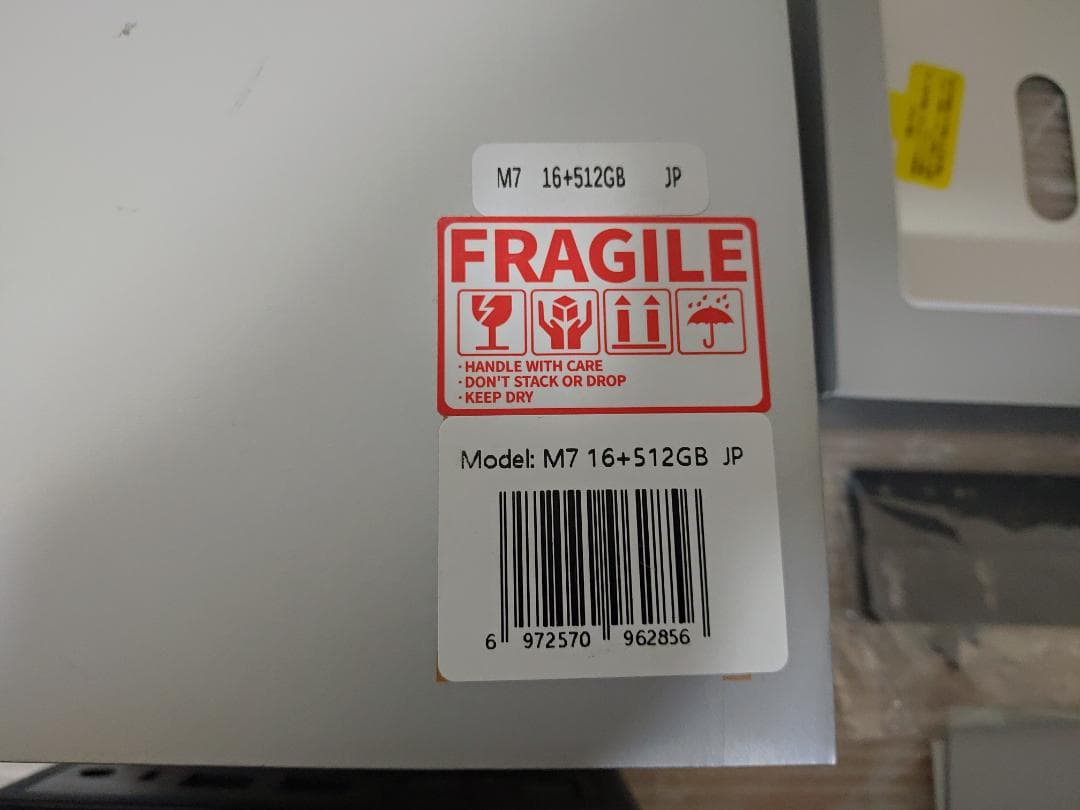 M7 16+512GB JP
FRAGILE
· HANDLE WITH CARE
· DON'T STACK OR DROP
· KEEP DRY
Model: M7 16+512GB JP
6 972570 962856